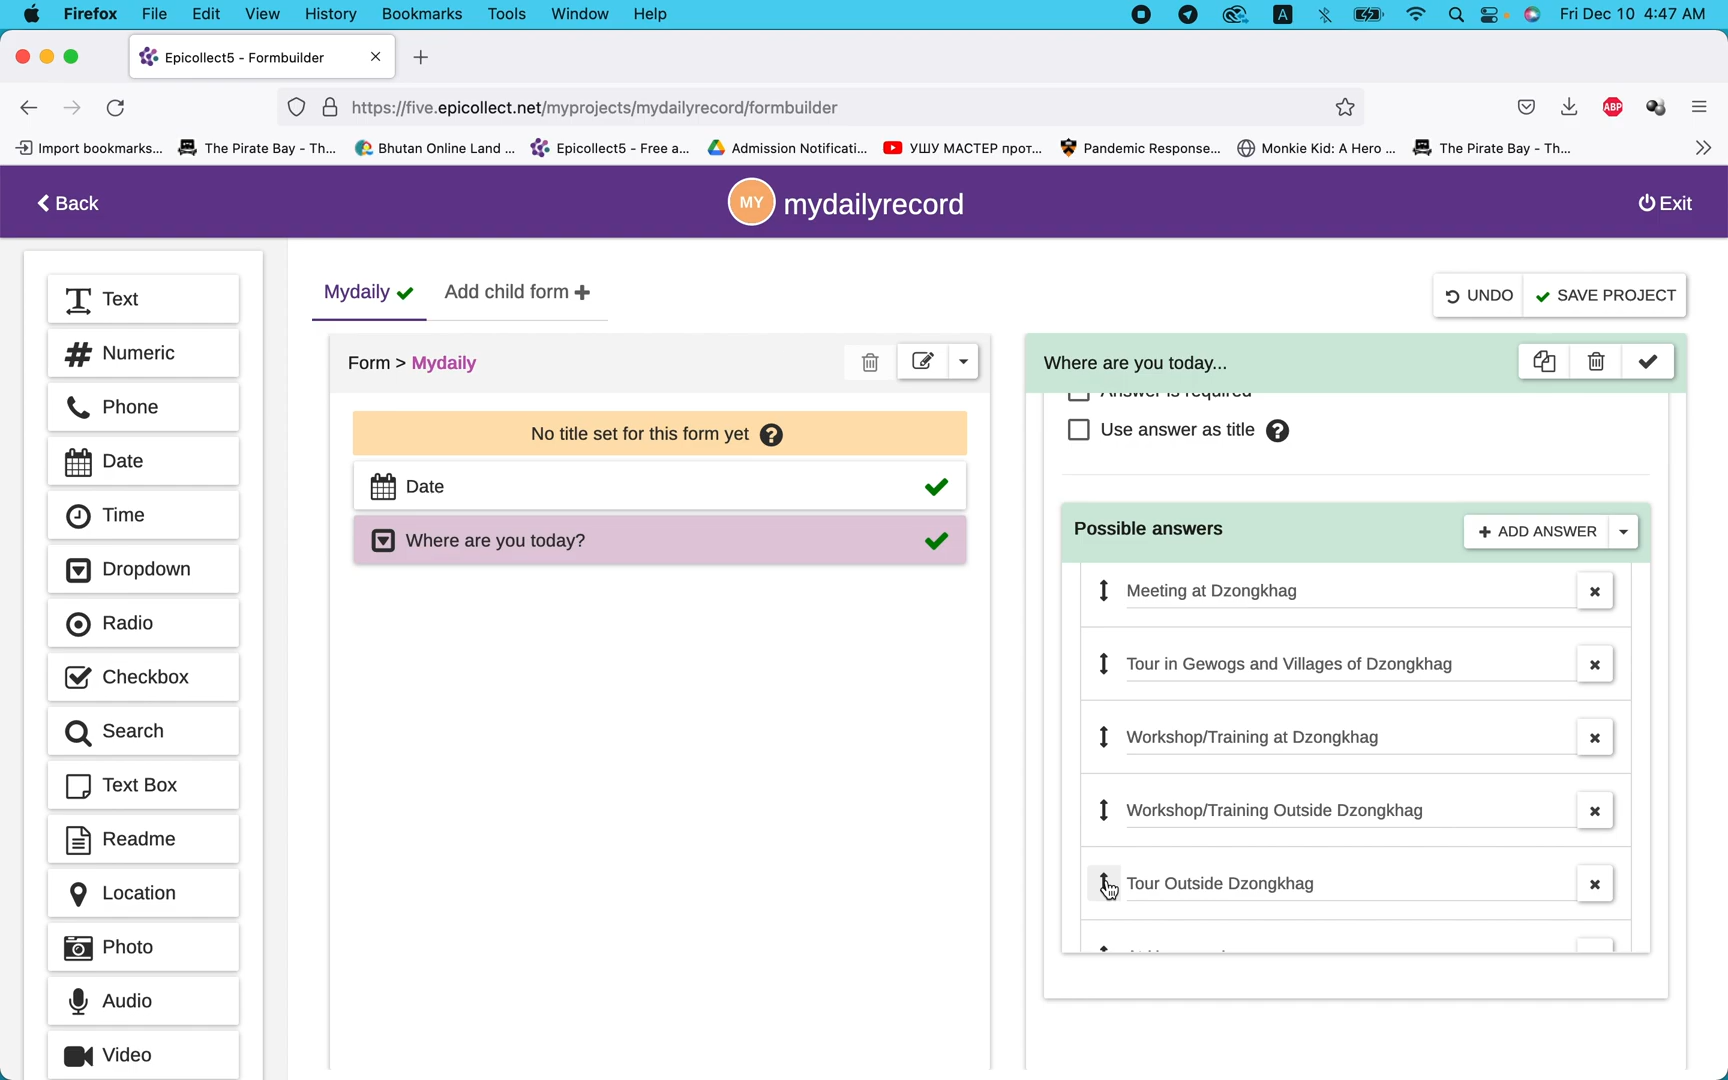 Firefox File Edit View History Bookmarks Tools Window Help A Fri Dec 10 4:47 AM
Epicollect5 - Formbuilder
https://five.epicollect.net/myprojects/mydailyrecord/formbuilder ABP
Import bookmarks... The Pirate Bay - Th... Bhutan Online Land ... Epicollect5 - Free a... Admission Notificati... УШУ МАСТЕР прот... Pandemic Response... Monkie Kid: A Hero ... The Pirate Bay - Th...
Back MY mydailyrecord Exit
Mydaily Add child form UNDO SAVE PROJECT
Form > Mydaily
Where are you today...
Answer is required
Use answer as title ?
No title set for this form yet ?
Date
Where are you today?
Possible answers ADD ANSWER
Meeting at Dzongkhag
Tour in Gewogs and Villages of Dzongkhag
Workshop/Training at Dzongkhag
Workshop/Training Outside Dzongkhag
Tour Outside Dzongkhag
Text
Numeric
Phone
Date
Time
Dropdown
Radio
Checkbox
Search
Text Box
Readme
Location
Photo
Audio
Video